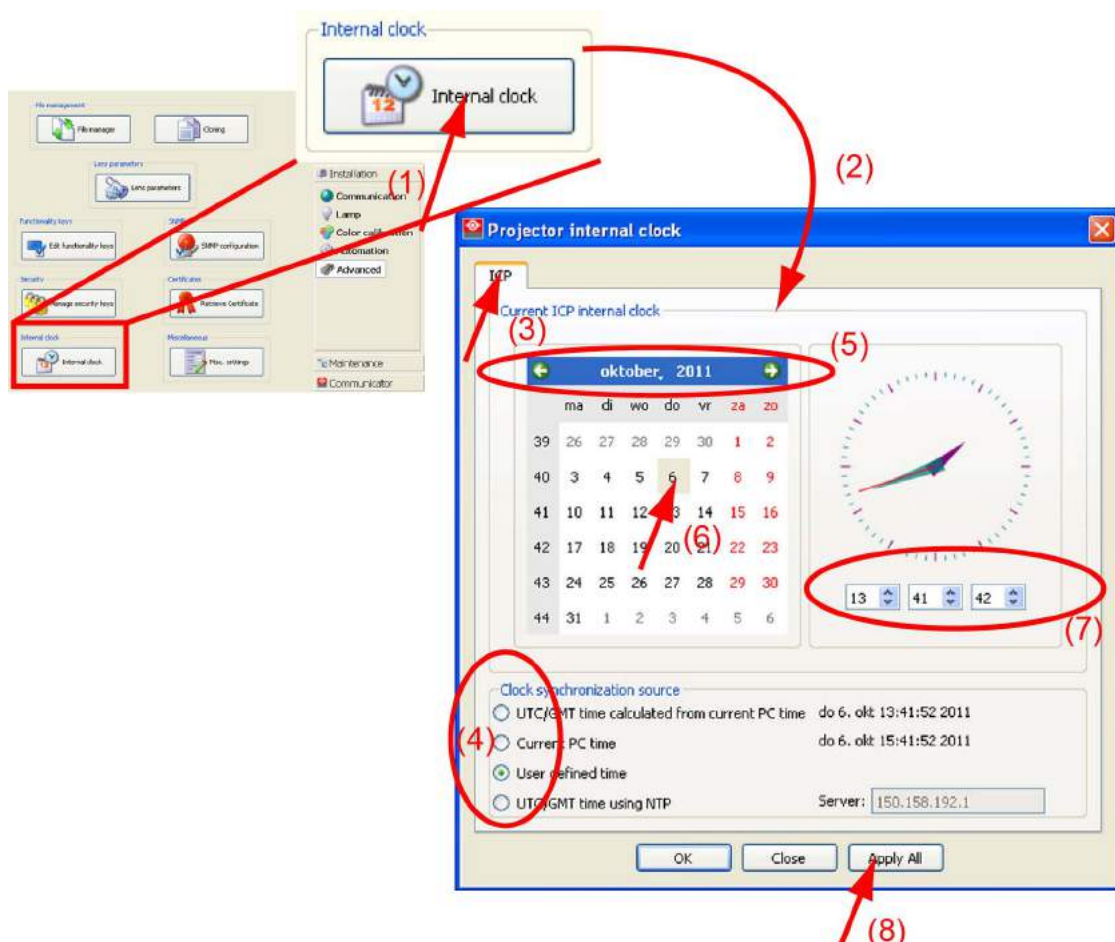 Internal clock
Internal clock
(1)
(2)
File management
File manager
Cloning
Lens parameters
Lens parameters
Functionality keys
Edit functionality keys
SNMP
SNMP configuration
Security
Manage security keys
Certificates
Retrieve Certificate
Internal clock
Internal clock
Miscellaneous
Misc. settings
Installation
Communication
Lamp
Color calibration
Automation
Advanced
Maintenance
Communicator
Projector internal clock
ICP
Current ICP internal clock
(3)
(5)
oktober, 2011
ma di wo do vr za zo
39 26 27 28 29 30 1 2
40 3 4 5 6 7 8 9
41 10 11 12 13 14 15 16
(6)
42 17 18 19 20 21 22 23
43 24 25 26 27 28 29 30
44 31 1 2 3 4 5 6
13 41 42
(7)
Clock synchronization source
UTC/GMT time calculated from current PC time do 6. okt 13:41:52 2011
(4)
Current PC time do 6. okt 15:41:52 2011
User defined time
UTC/GMT time using NTP Server: 150.158.192.1
OK Close Apply All
(8)